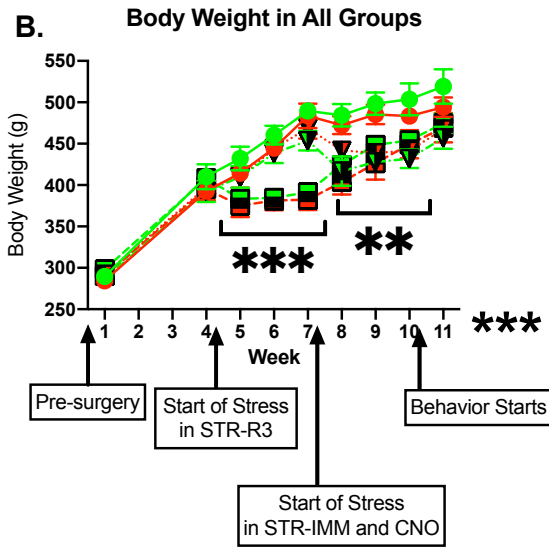 B.
Body Weight in All Groups
Body Weight (g)
550
500
450
400
350
300
250
*** **
1 2 3 4 5 6 7 8 9 10 11
***
Week
Pre-surgery
Start of Stress
in STR-R3
Behavior Starts
Start of Stress
in STR-IMM and CNO